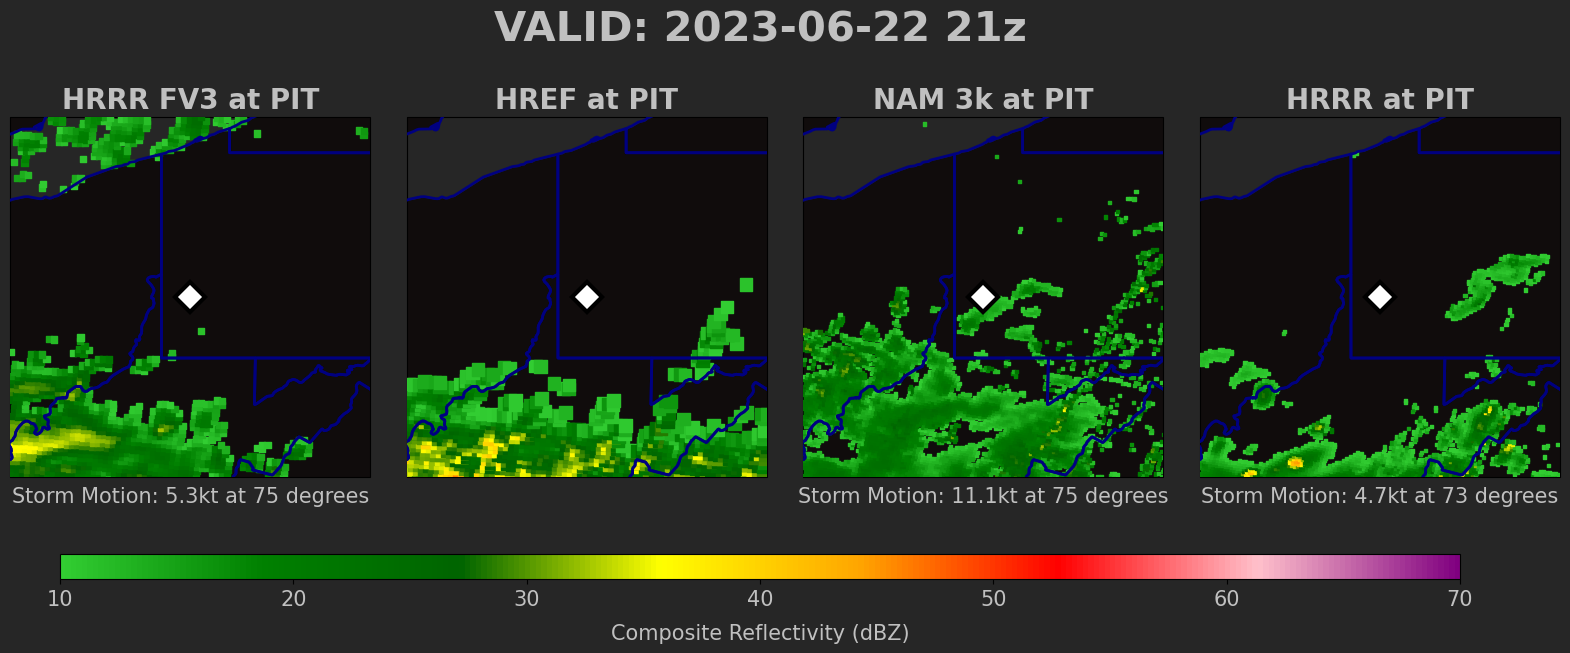 VALID: 2023-06-22 21z
HRRR FV3 at PIT
HREF at PIT
NAM 3k at PIT
HRRR at PIT
Storm Motion: 5.3kt at 75 degrees
Storm Motion: 11.1kt at 75 degrees
Storm Motion: 4.7kt at 73 degrees
10 20 30 40 50 60 70
Composite Reflectivity (dBZ)